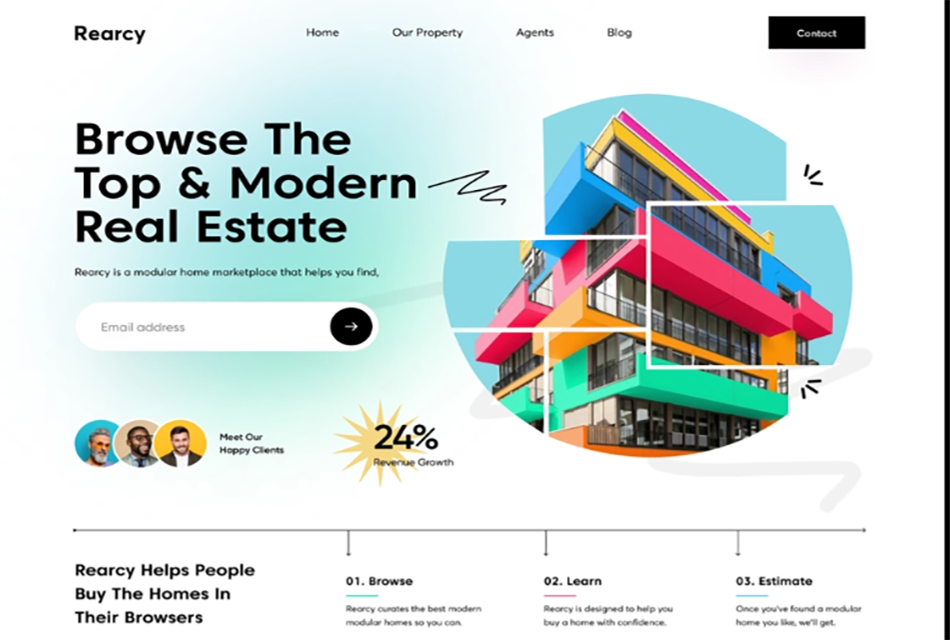 Rearcy
Home
Our Property
Agents
Blog
Contact
Browse The
Top & Modern
Real Estate
Rearcy is a modular home marketplace that helps you find,
Email address
Meet Our
Happy Clients
24%
Revenue Growth
Rearcy Helps People
Buy The Homes In
Their Browsers
01. Browse
Rearcy curates the best modern
modular homes so you can.
02. Learn
Rearcy is designed to help you
buy a home with confidence.
03. Estimate
Once you've found a modular
home you like, we'll get.